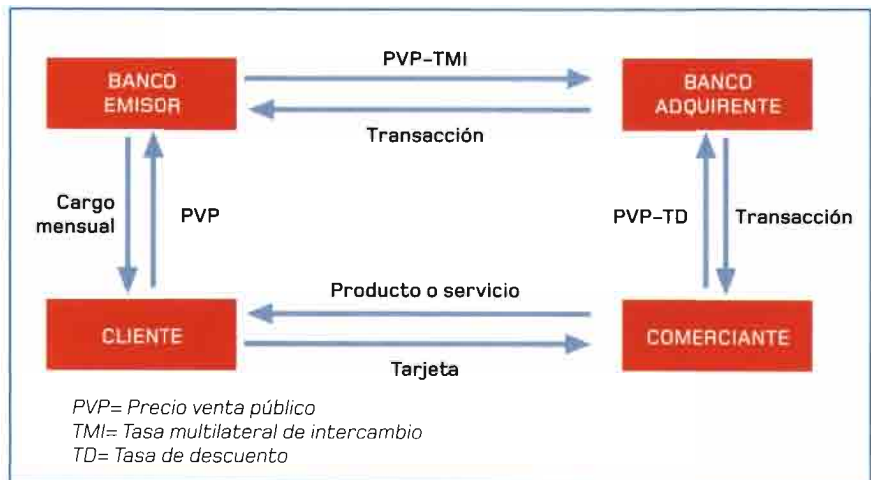 PVP-TMI
BANCO
EMISOR
BANCO
ADQUIRENTE
Transacción
Cargo
mensual
PVP
PVP-TD
Transacción
Producto o servicio
CLIENTE
COMERCIANTE
Tarjeta
PVP= Precio venta público
TMI= Tasa multilateral de intercambio
TD= Tasa de descuento